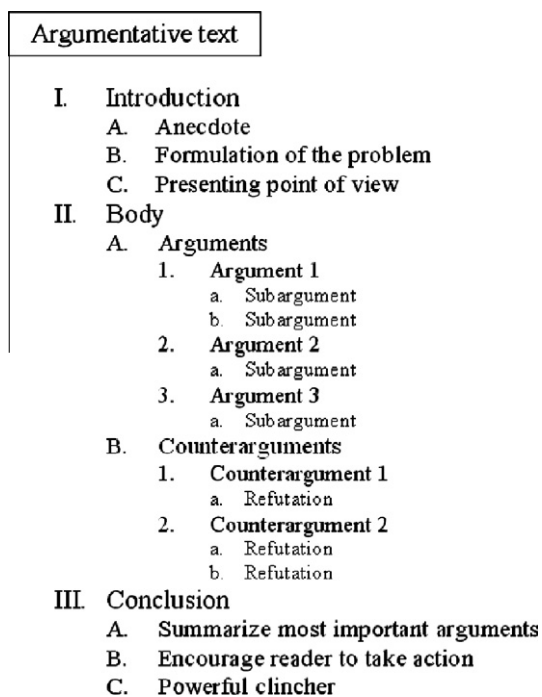 Argumentative text
I. Introduction
A. Anecdote
B. Formulation of the problem
C. Presenting point of view
II. Body
A. Arguments
1. Argument 1
a. Subargument
b. Subargument
2. Argument 2
a. Subargument
3. Argument 3
a. Subargument
B. Counterarguments
1. Counterargument 1
a. Refutation
2. Counterargument 2
a. Refutation
b. Refutation
III. Conclusion
A. Summarize most important arguments
B. Encourage reader to take action
C. Powerful clincher